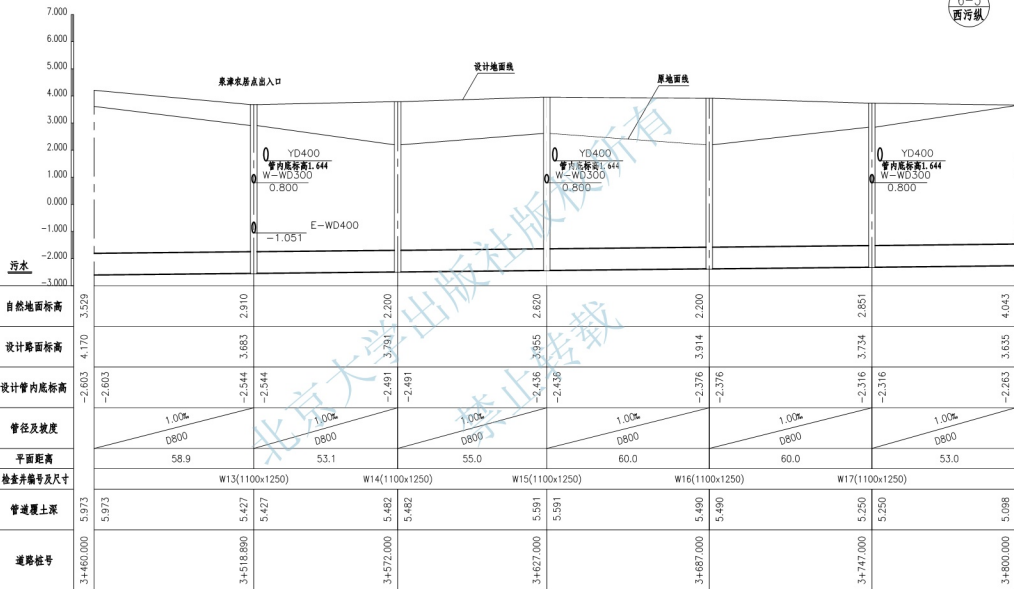 6-5
西污纵
7.000
6.000
5.000
4.000
3.000
2.000
1.000
0.000
-1.000
-2.000
-3.000
污水
泉漳农居点出入口
设计地面线
原地面线
YD400
管内底标高1.644
W-WD300
0.800
E-WD400
-1.051
YD400
管内底标高1.644
W-WD300
0.800
YD400
管内底标高1.644
W-WD300
0.800
自然地面标高 3.529 2.910 2.200 2.620 2.200 2.851 4.043
设计路面标高 4.170 3.683 3.791 3.955 3.914 3.734 3.635
设计管内底标高 -2.603 -2.603 -2.544 -2.544 -2.491 -2.491 -2.436 -2.436 -2.376 -2.376 -2.316 -2.316 -2.263
管径及坡度 1.00‰ D800 1.00‰ D800 1.00‰ D800 1.00‰ D800 1.00‰ D800 1.00‰ D800
平面距离 58.9 53.1 55.0 60.0 60.0 53.0
检查井编号及尺寸 W13(1100x1250) W14(1100x1250) W15(1100x1250) W16(1100x1250) W17(1100x1250)
管道覆土深 5.973 5.973 5.427 5.427 5.482 5.482 5.591 5.591 5.490 5.490 5.250 5.250 5.098
道路桩号 3+460.000 3+518.890 3+572.000 3+627.000 3+687.000 3+747.000 3+800.000
北京大学出版社版权所有
禁止转载